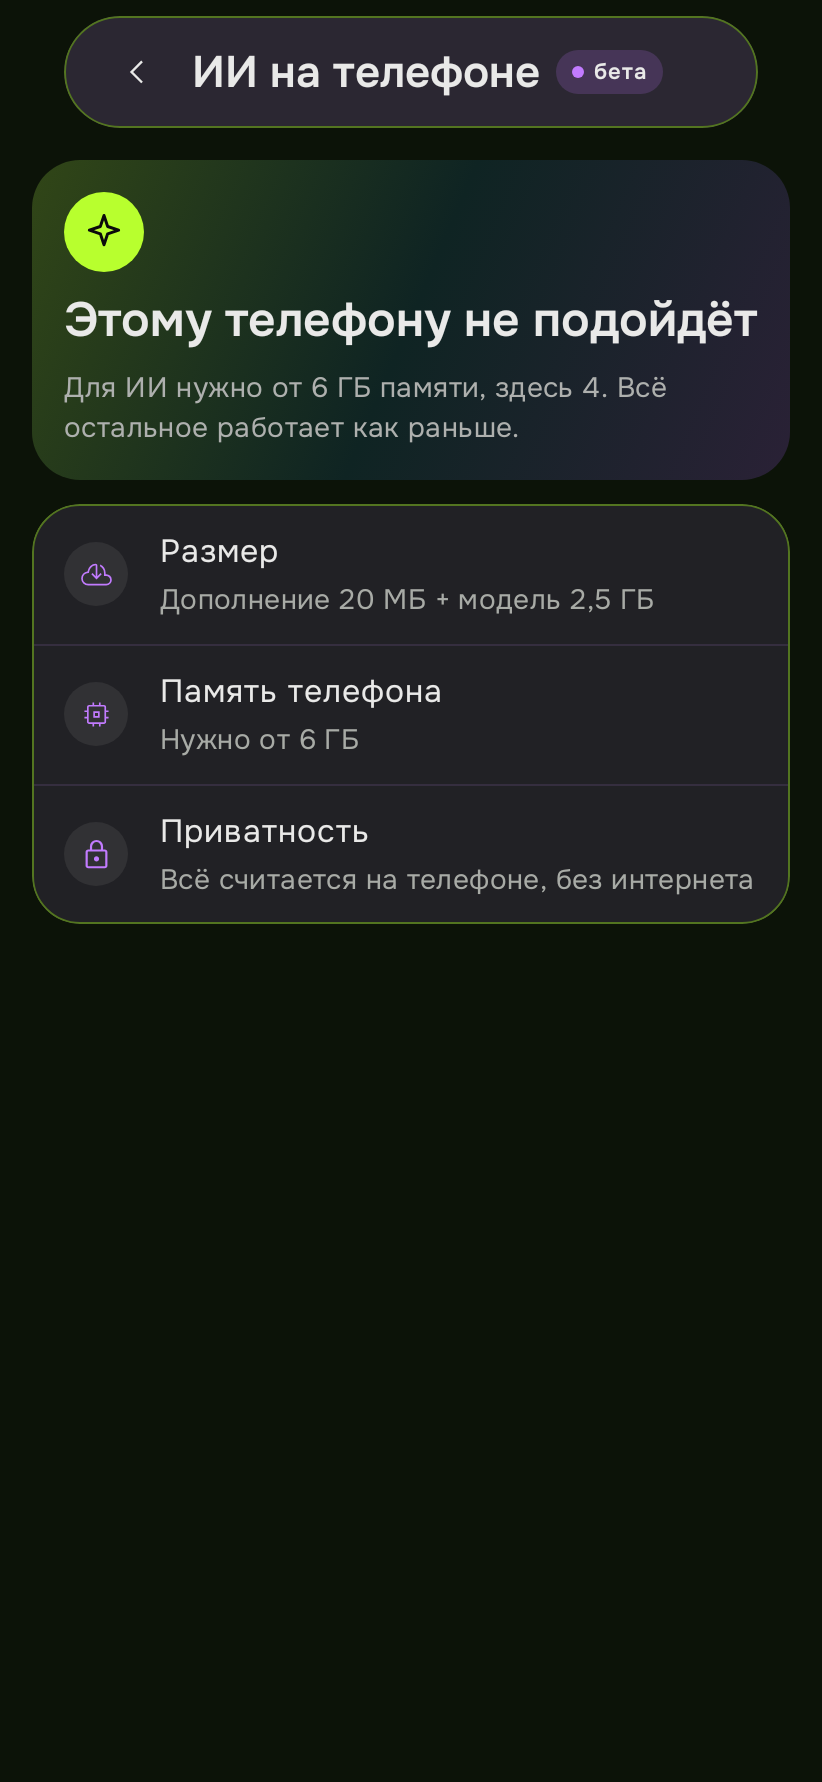 ИИ на телефоне
бета
Этому телефону не подойдёт
Для ИИ нужно от 6 ГБ памяти, здесь 4. Всё
остальное работает как раньше.
Размер
Дополнение 20 МБ + модель 2,5 ГБ
Память телефона
Нужно от 6 ГБ
Приватность
Всё считается на телефоне, без интернета